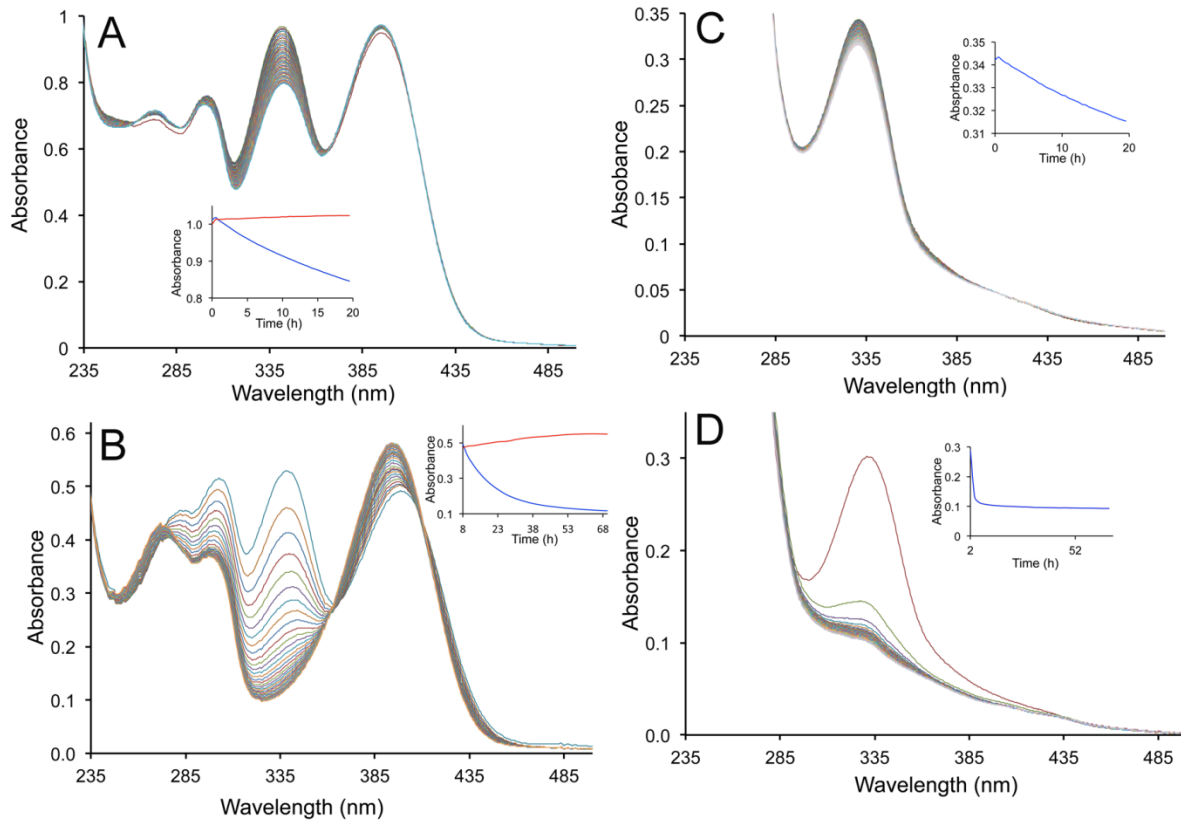 A
Absorbance
1
0.8
0.6
0.4
0.2
0
235 285 335 385 435 485
Wavelength (nm)
Absorbance
1.0
0.9
0.8
0 5 10 15 20
Time (h)
C
Absobance
0.35
0.3
0.25
0.2
0.15
0.1
0.05
0
235 285 335 385 435 485
Wavelength (nm)
Absprbance
0.35
0.34
0.33
0.32
0.31
0 10 20
Time (h)
B
Absorbance
0.6
0.5
0.4
0.3
0.2
0.1
0.0
235 285 335 385 435 485
Wavelength (nm)
Absorbance
0.5
0.3
0.1
8 23 38 53 68
Time (h)
D
Absorbance
0.3
0.2
0.1
0.0
235 285 335 385 435 485
Wavelength (nm)
Absorbance
0.3
0.2
0.1
0
2 52
Time (h)